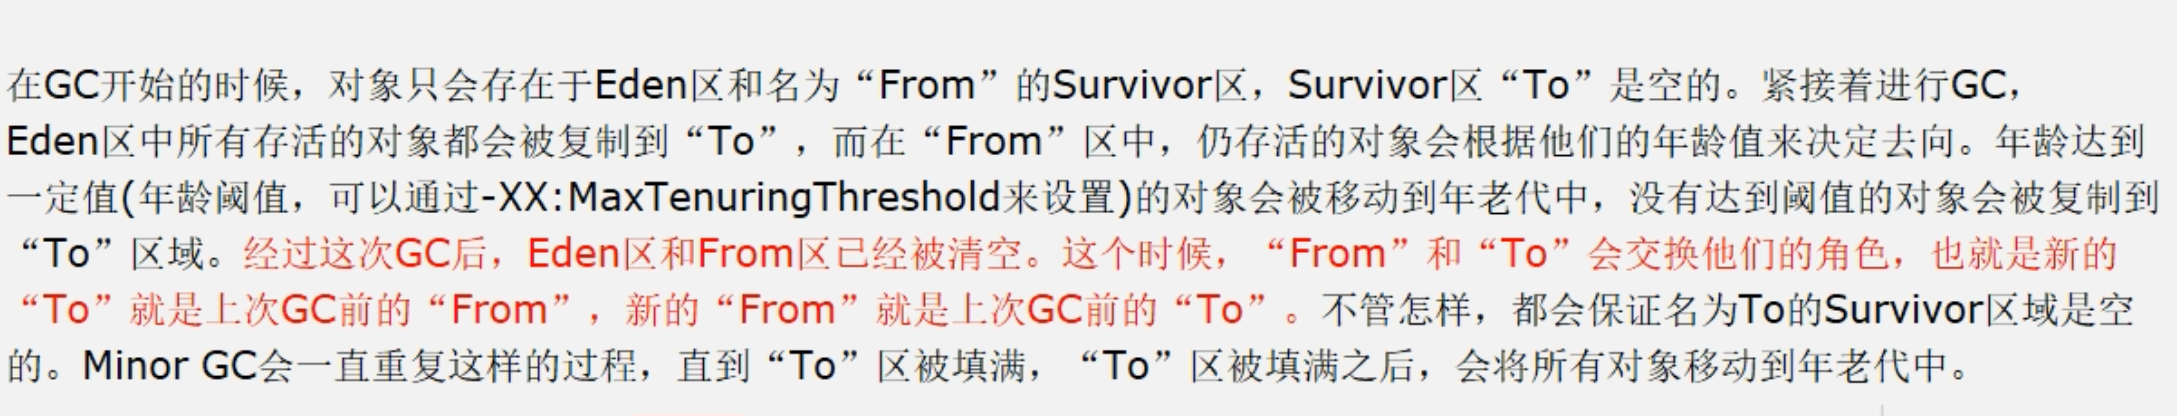 在GC开始的时候，对象只会存在于Eden区和名为“From”的Survivor区，Survivor区“To”是空的。紧接着进行GC，
Eden区中所有存活的对象都会被复制到“To”，而在“From”区中，仍存活的对象会根据他们的年龄值来决定去向。年龄达到
一定值(年龄阈值，可以通过-XX:MaxTenuringThreshold来设置)的对象会被移动到年老代中，没有达到阈值的对象会被复制到
“To”区域。经过这次GC后，Eden区和From区已经被清空。这个时候，“From”和“To”会交换他们的角色，也就是新的
“To”就是上次GC前的“From”，新的“From”就是上次GC前的“To”。不管怎样，都会保证名为To的Survivor区域是空
的。Minor GC会一直重复这样的过程，直到“To”区被填满，“To”区被填满之后，会将所有对象移动到年老代中。